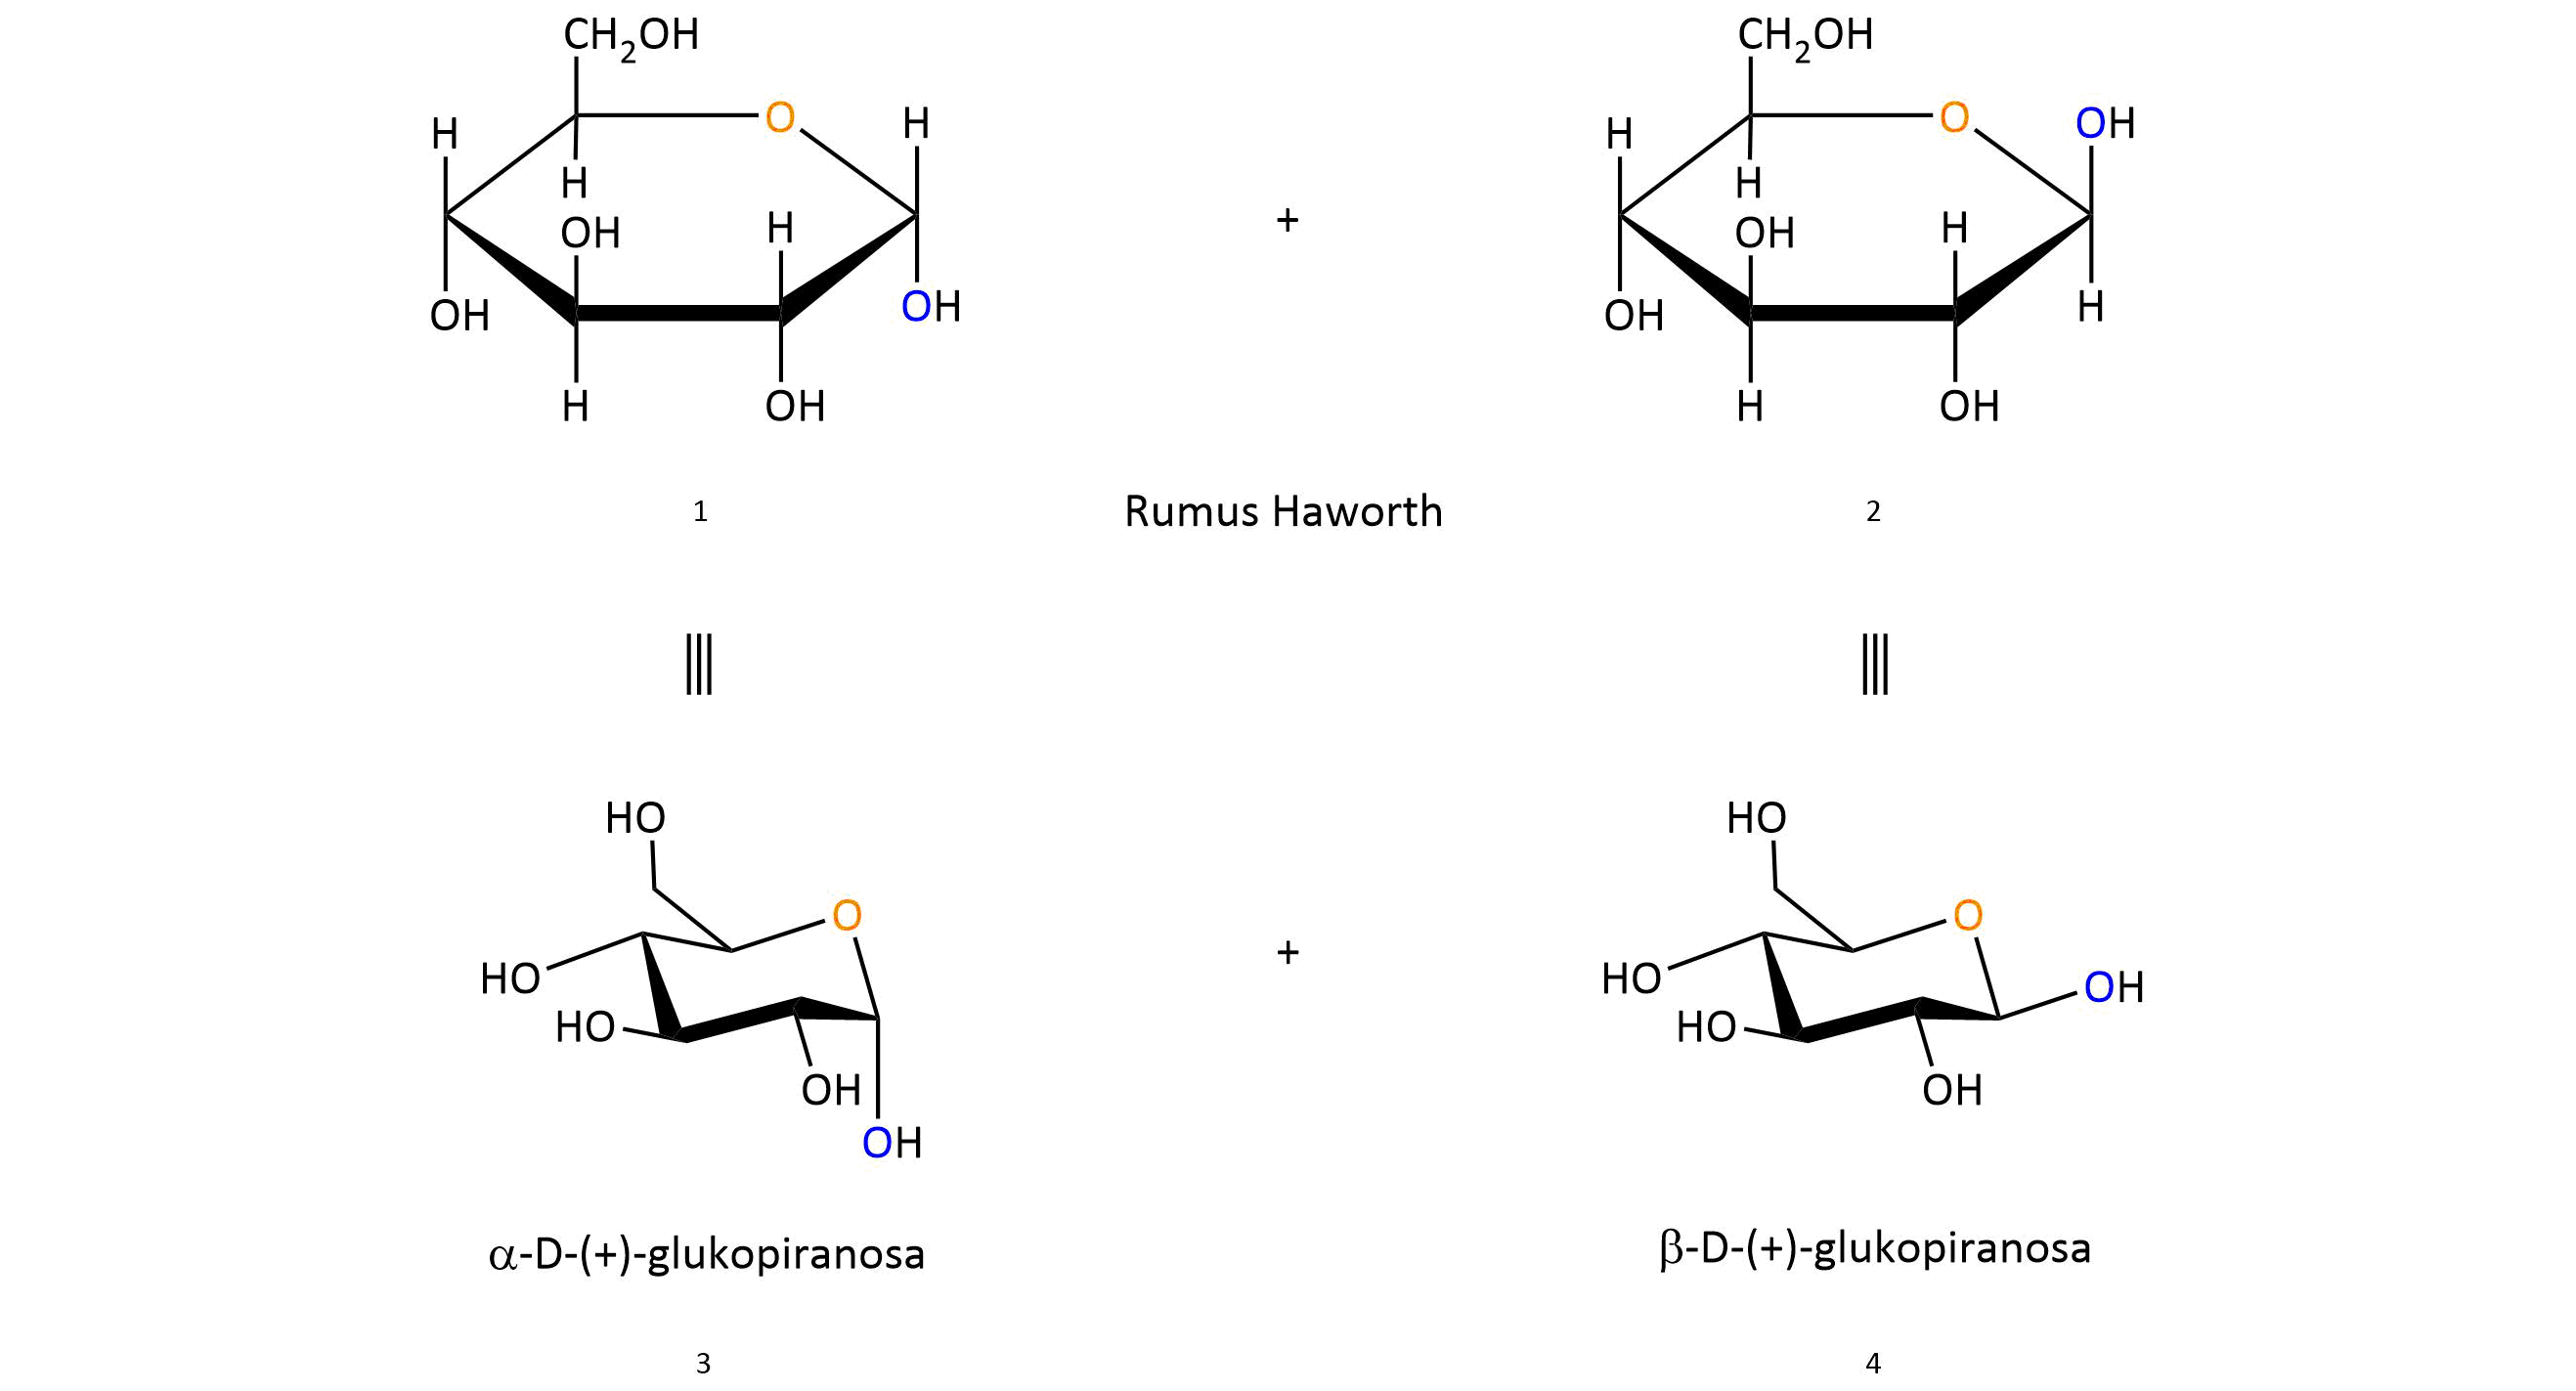 CH2OH CH2OH
H O H H O OH
H H
OH H OH H
OH OH OH H
H OH H OH
+
1 Rumus Haworth 2
HO HO
O O
HO HO OH
HO HO
OH OH
OH
+
α-D-(+)-glukopiranosa β-D-(+)-glukopiranosa
3 4